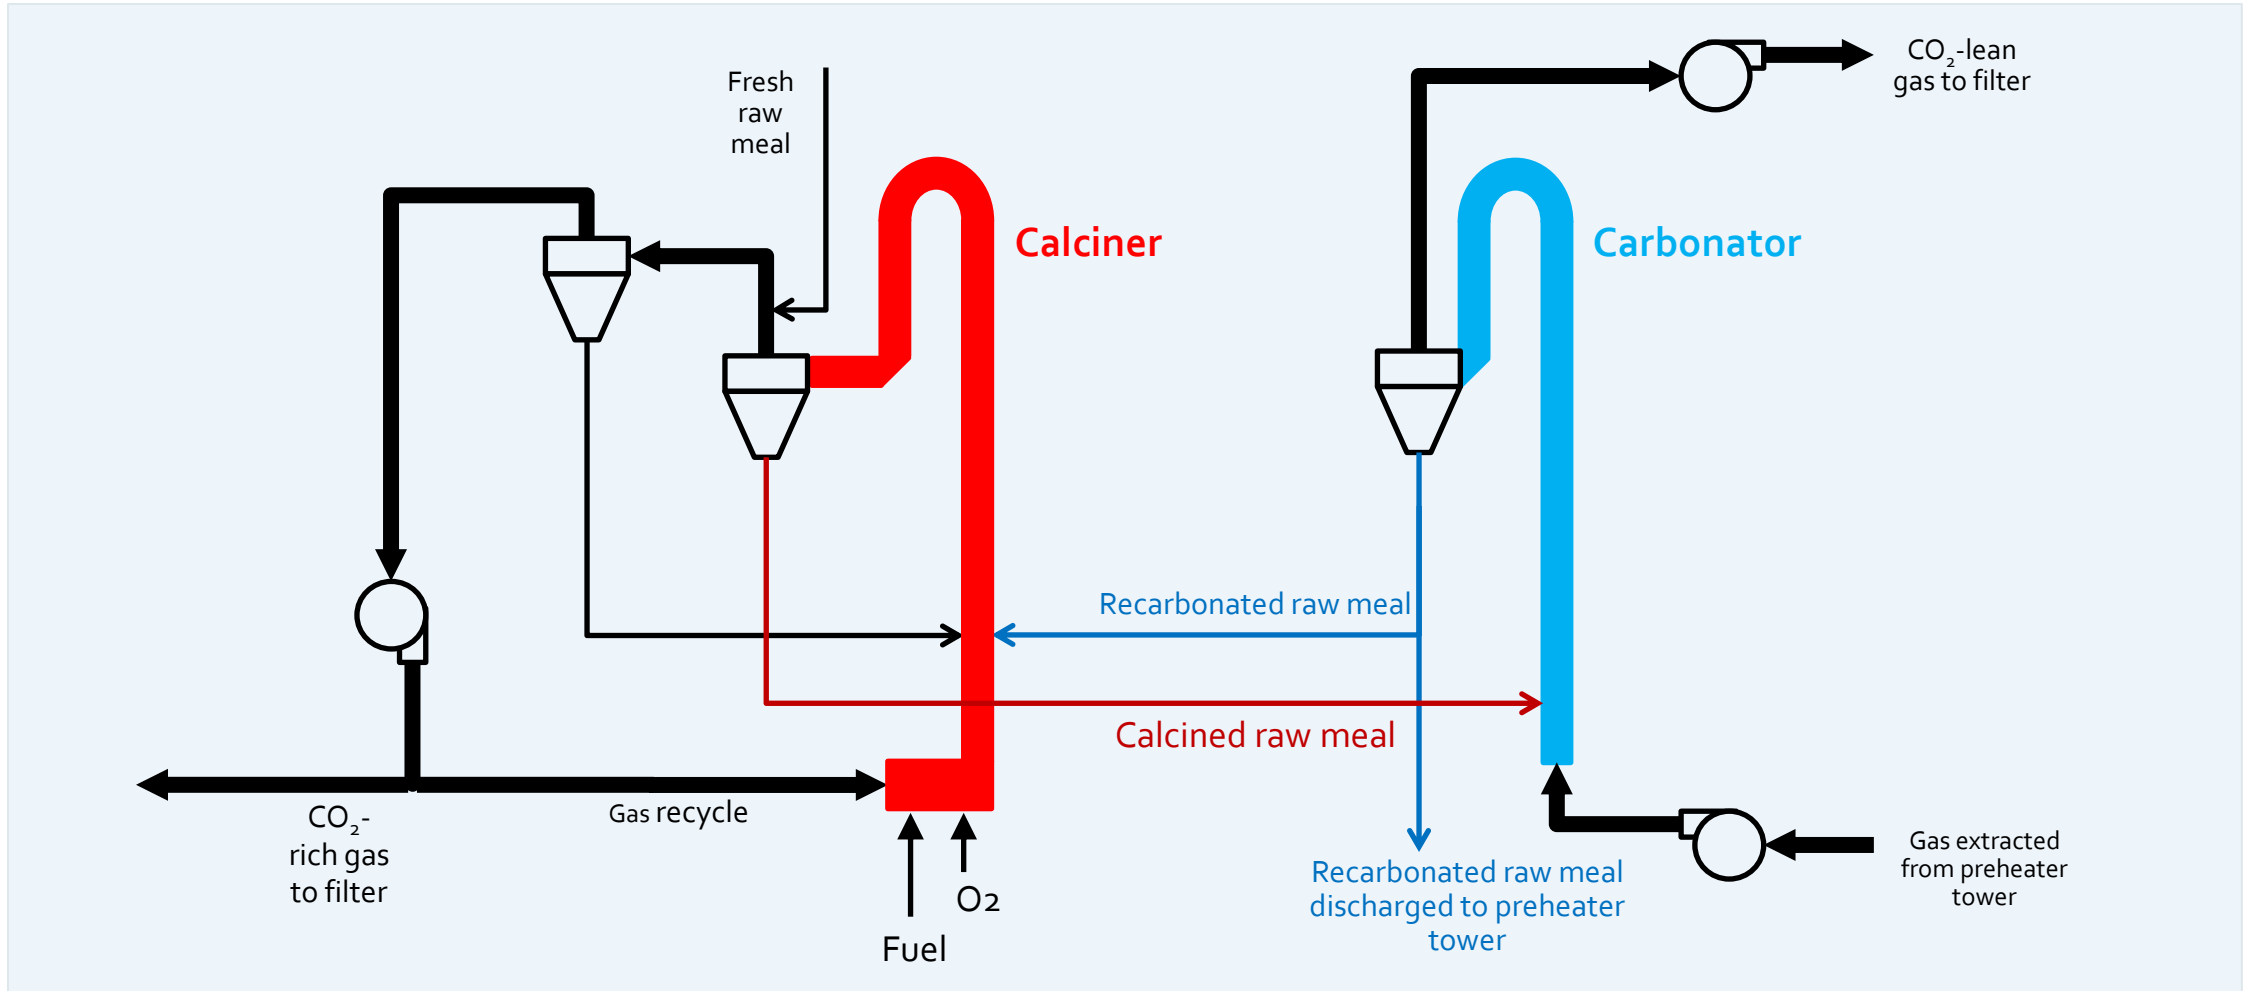 Fresh
raw
meal
CO₂-lean
gas to filter
Calciner
Carbonator
Recarbonated raw meal
Calcined raw meal
Gas recycle
CO₂-
rich gas
to filter
O2
Fuel
Recarbonated raw meal
discharged to preheater
tower
Gas extracted
from preheater
tower